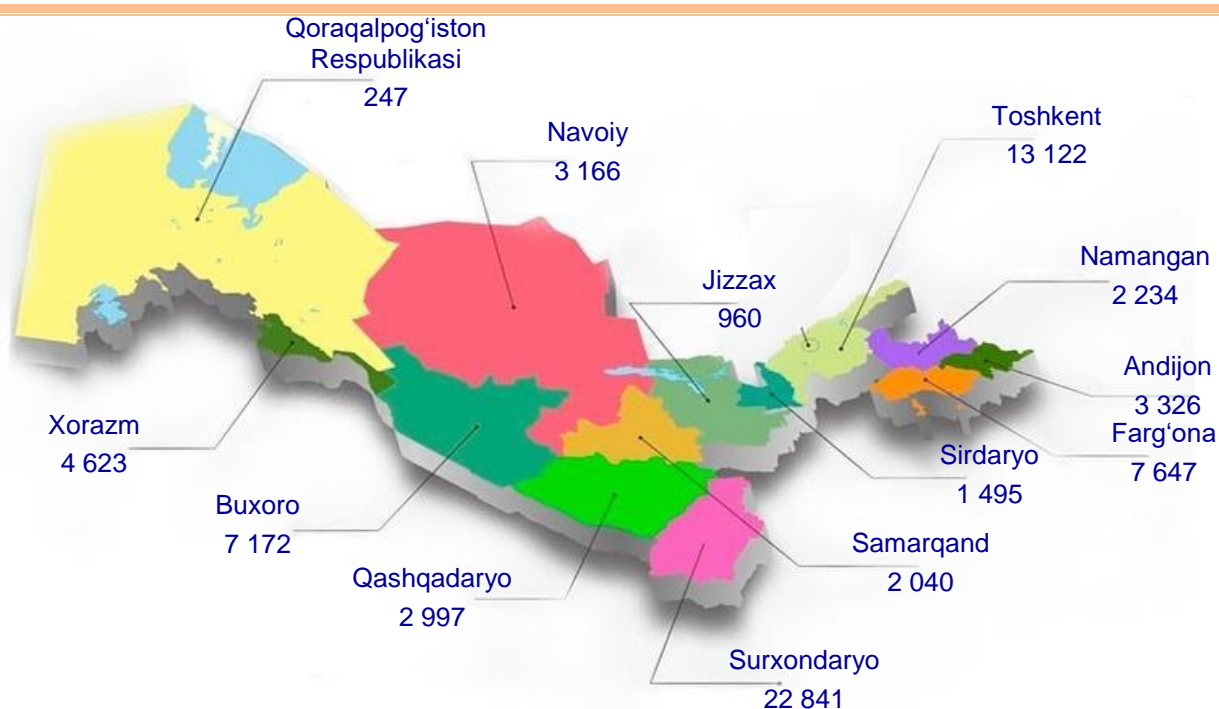 Qoraqalpog‘iston
Respublikasi
247
Navoiy
3 166
Toshkent
13 122
Jizzax
960
Namangan
2 234
Andijon
3 326
Farg‘ona
7 647
Xorazm
4 623
Sirdaryo
1 495
Buxoro
7 172
Samarqand
2 040
Qashqadaryo
2 997
Surxondaryo
22 841